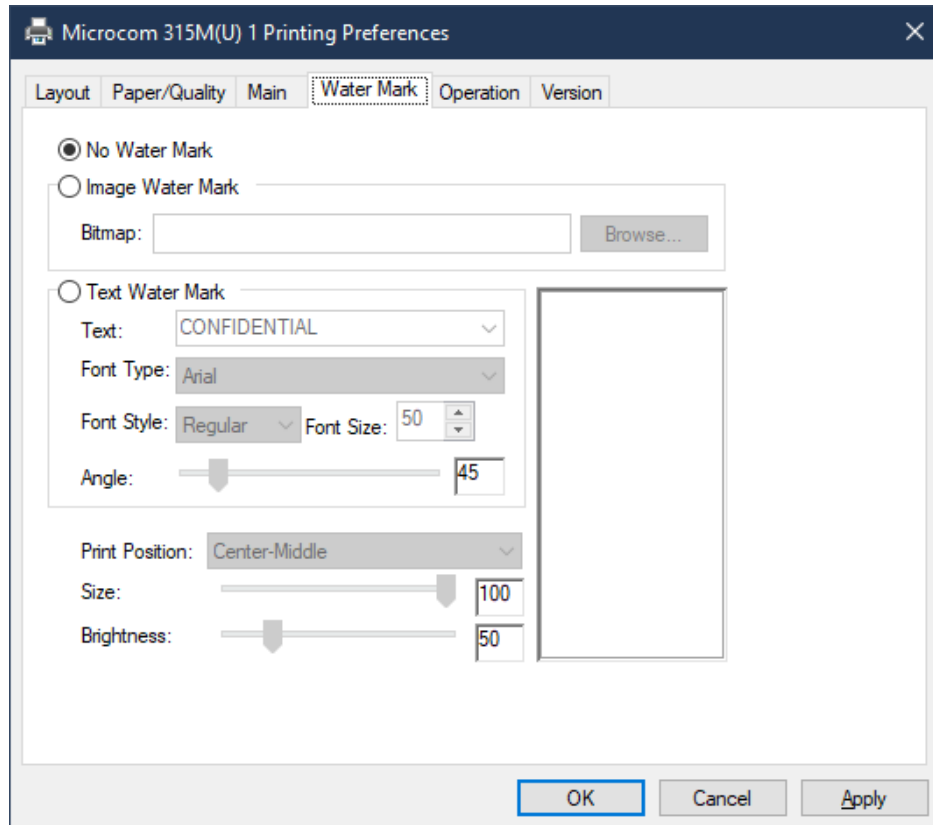 Microcom 315M(U) 1 Printing Preferences
Layout Paper/Quality Main Water Mark Operation Version
No Water Mark
Image Water Mark
Bitmap: Browse...
Text Water Mark
Text: CONFIDENTIAL
Font Type: Arial
Font Style: Regular Font Size: 50
Angle: 45
Print Position: Center-Middle
Size: 100
Brightness: 50
OK Cancel Apply